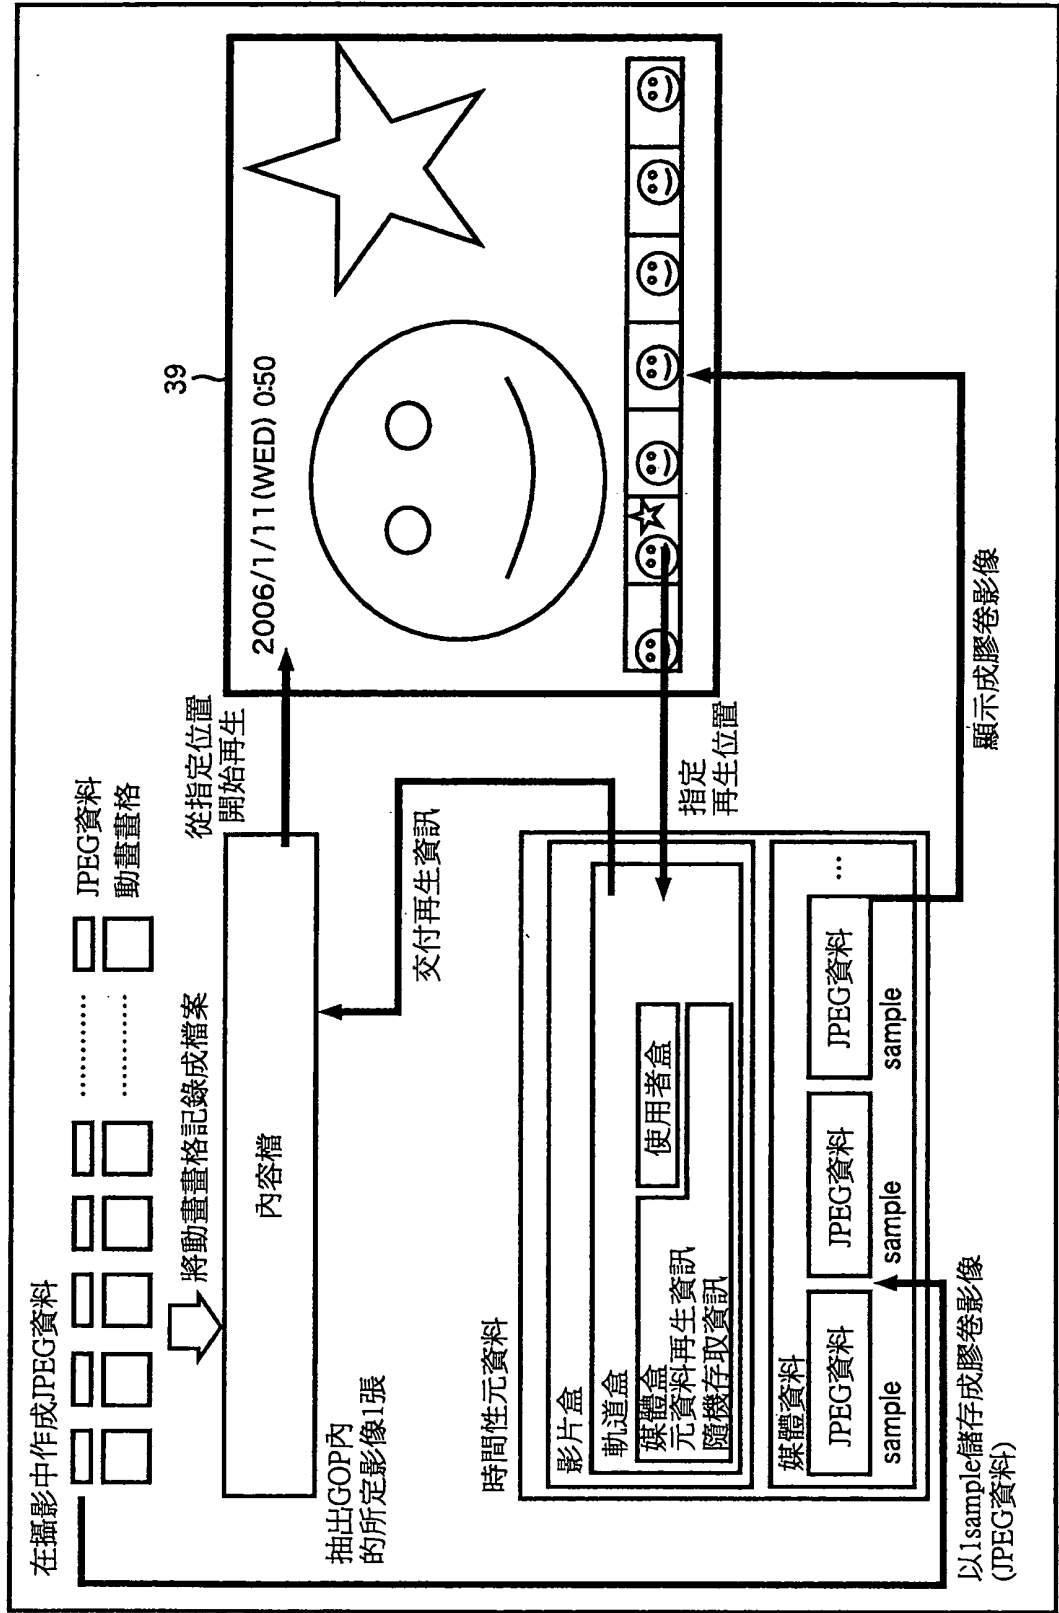 在攝影中作成JPEG資料
JPEG資料
動畫畫格
將動畫畫格記錄成檔案
內容檔
從指定位置
開始再生
39
2006/1/11(WED) 0:50
抽出GOP內
的所定影像1張
交付再生資訊
指定
再生位置
時間性元資料
影片盒
軌道盒
媒體盒
元資料再生資訊
隨機存取資訊
使用者盒
媒體資料
JPEG資料
JPEG資料
JPEG資料
...
sample
sample
sample
以1sample儲存成膠卷影像
(JPEG資料)
顯示成膠卷影像